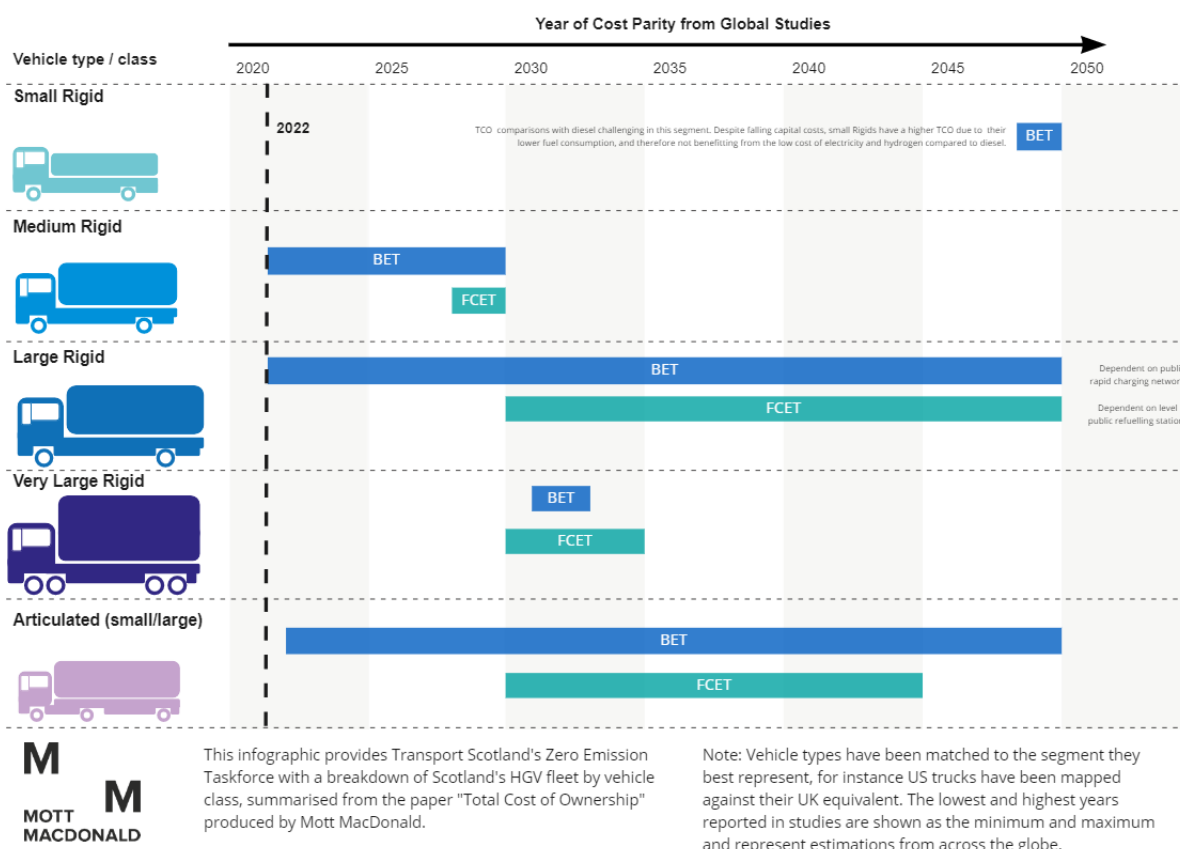 Year of Cost Parity from Global Studies
Vehicle type / class
2020 2025 2030 2035 2040 2045 2050
Small Rigid
2022
TCO comparisons with diesel challenging in this segment. Despite falling capital costs, small Rigids have a higher TCO due to their
lower fuel consumption, and therefore not benefitting from the low cost of electricity and hydrogen compared to diesel.
BET
Medium Rigid
BET
FCET
Large Rigid
BET
Dependent on publi
rapid charging networ
FCET
Dependent on level
public refuelling station
Very Large Rigid
BET
FCET
Articulated (small/large)
BET
FCET
M
M
MOTT
MACDONALD
This infographic provides Transport Scotland's Zero Emission
Taskforce with a breakdown of Scotland's HGV fleet by vehicle
class, summarised from the paper "Total Cost of Ownership"
produced by Mott MacDonald.
Note: Vehicle types have been matched to the segment they
best represent, for instance US trucks have been mapped
against their UK equivalent. The lowest and highest years
reported in studies are shown as the minimum and maximum
and represent estimations from across the globe.